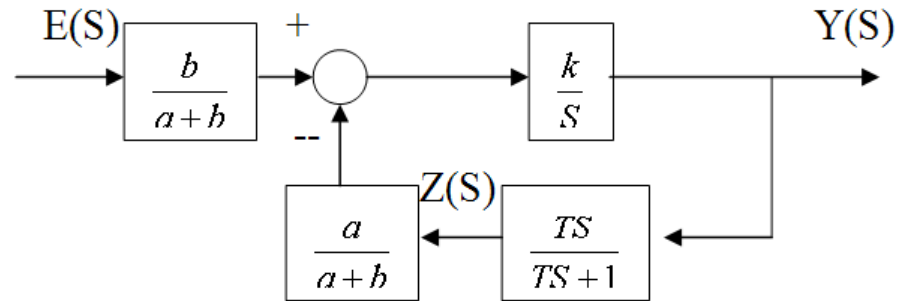 E(S)
+
Y(S)
b
a + b
k
S
--
Z(S)
a
a + b
TS
TS + 1